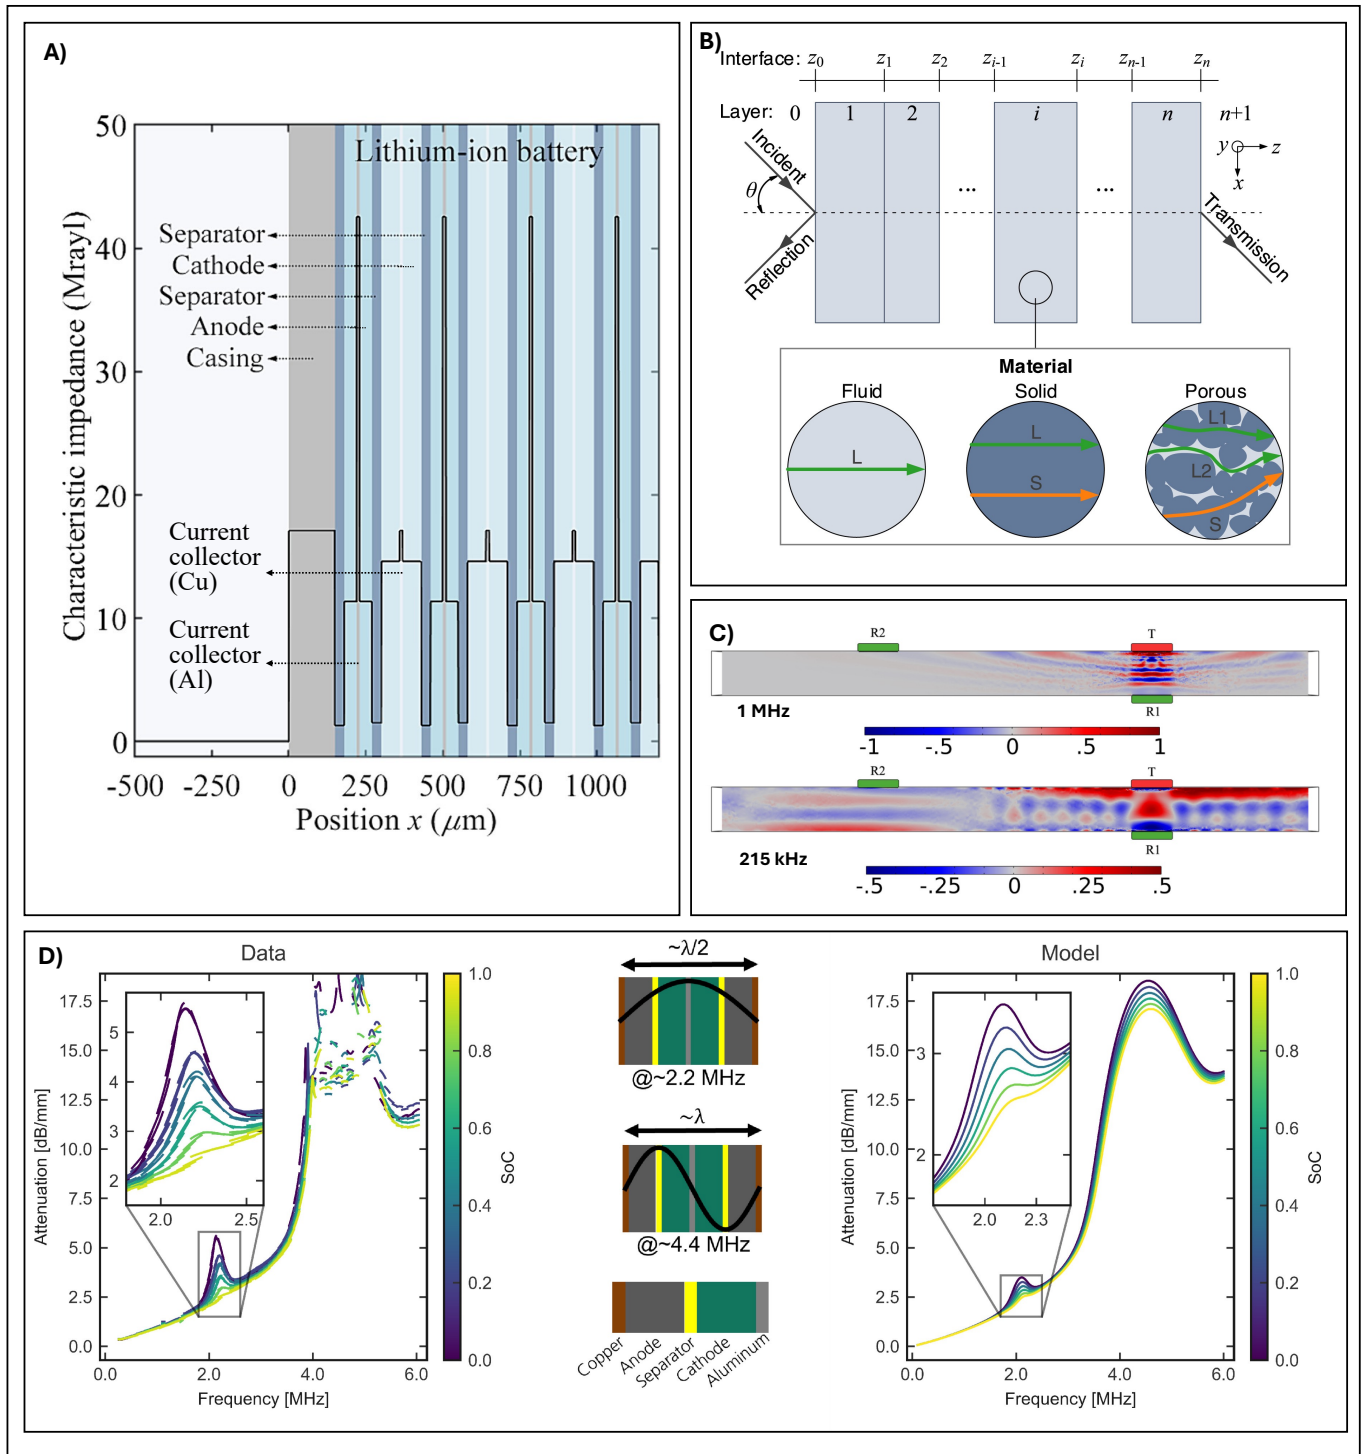 A)
Lithium-ion battery
Characteristic impedance (Mrayl)
50
40
30
20
10
0
Separator
Cathode
Separator
Anode
Casing
Current
collector
(Cu)
Current
collector
(Al)
-500 -250 0 250 500 750 1000
Position x (μm)
B)
Interface: z0 z1 z2 zi-1 zi zn-1 zn
Layer: 0 1 2 i n n+1
Incident
θ
Reflection
... ...
y z
x
Transmission
Material
Fluid Solid Porous
L
L
S
L1
L2
S
C)
R2 T
R1
1 MHz
-1 -.5 0 .5 1
R2 T
R1
215 kHz
-.5 -.25 0 .25 .5
D)
Data
Attenuation [dB/mm]
17.5
15.0
12.5
10.0
7.5
5.0
2.5
0.0
5
4
3
2
2.0 2.5
0.0 2.0 4.0 6.0
Frequency [MHz]
1.0
0.8
0.6
0.4
0.2
0.0
SoC
~λ/2
@~2.2 MHz
~λ
@~4.4 MHz
Copper
Anode
Separator
Cathode
Aluminum
Model
Attenuation [dB/mm]
17.5
15.0
12.5
10.0
7.5
5.0
2.5
0.0
3
2
2.0 2.3
0.0 2.0 4.0 6.0
Frequency [MHz]
1.0
0.8
0.6
0.4
0.2
0.0
SoC